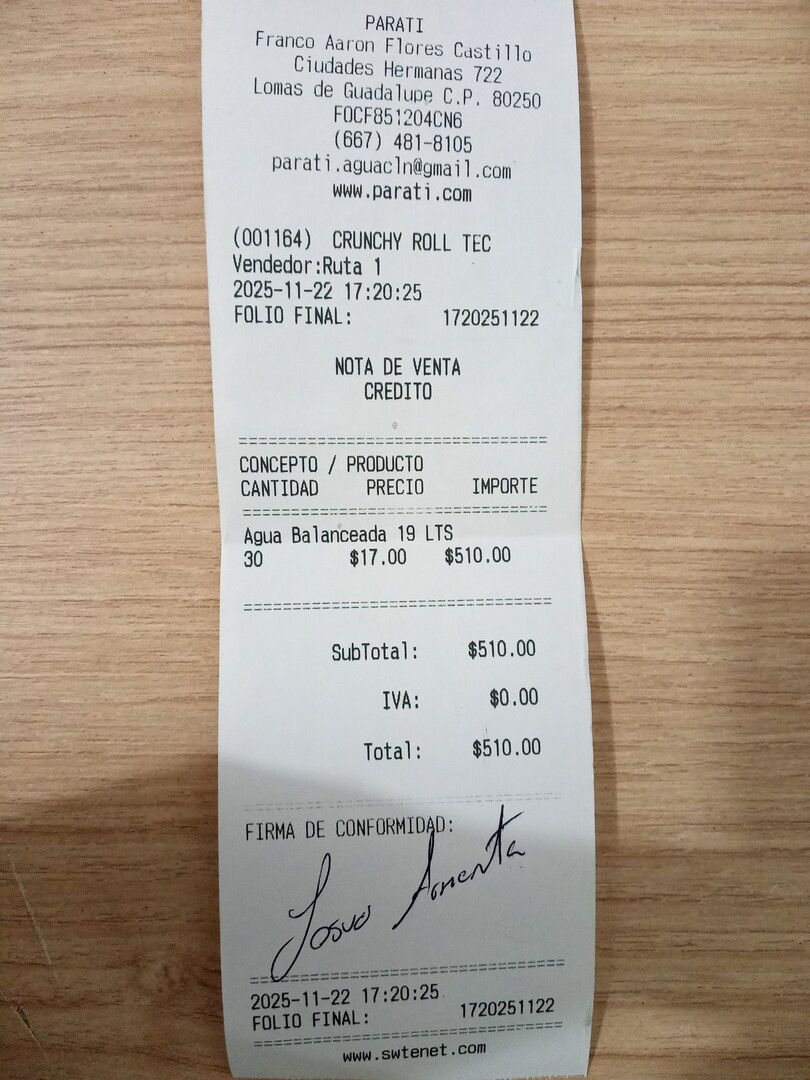 PARATI
Franco Aaron Flores Castillo
Ciudades Hermanas 722
Lomas de Guadalupe C.P. 80250
FOCF851204CN6
(667) 481-8105
parati.aguacln@gmail.com
www.parati.com
(001164) CRUNCHY ROLL TEC
Vendedor:Ruta 1
2025-11-22 17:20:25
FOLIO FINAL: 1720251122
NOTA DE VENTA
CREDITO
================================
CONCEPTO / PRODUCTO
CANTIDAD PRECIO IMPORTE
================================
Agua Balanceada 19 LTS
30 $17.00 $510.00
================================
SubTotal: $510.00
IVA: $0.00
Total: $510.00
================================
FIRMA DE CONFORMIDAD:
Josue Armenta
================================
2025-11-22 17:20:25
FOLIO FINAL: 1720251122
================================
www.swtenet.com